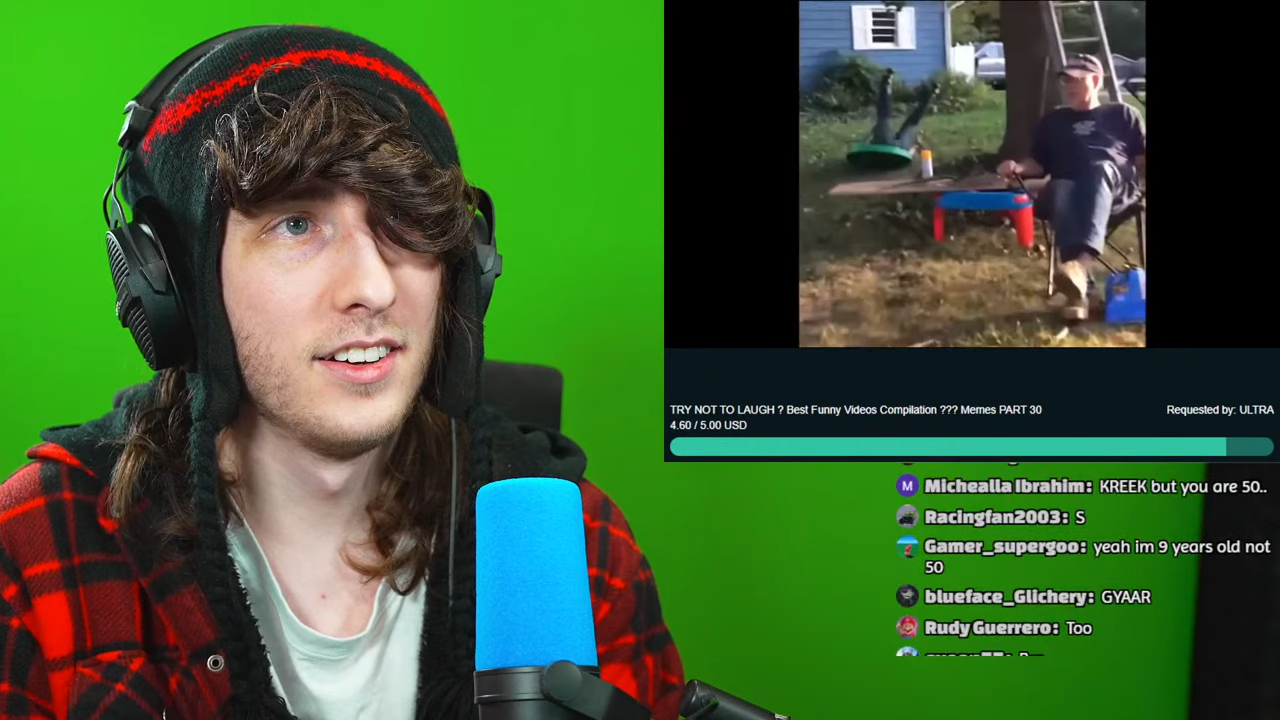 TRY NOT TO LAUGH ? Best Funny Videos Compilation ??? Memes PART 30
Requested by: ULTRA
4.60 / 5.00 USD
Michealla Ibrahim: KREEK but you are 50..
Racingfan2003: S
Gamer_supergoo: yeah im 9 years old not
50
blueface_Glichery: GYAAR
Rudy Guerrero: Too